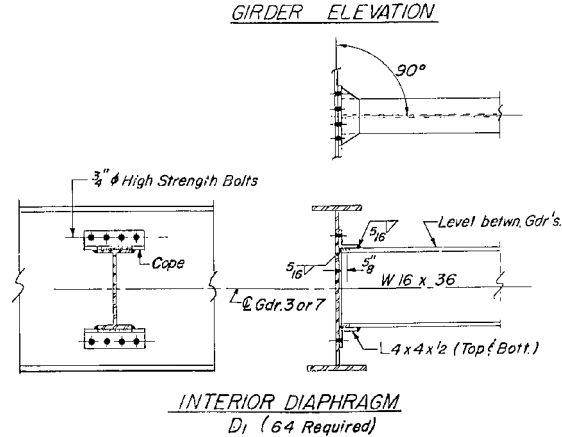 GIRDER ELEVATION
90°
3/4" ϕ High Strength Bolts
Cope
5/16
Level betwn. Gdr's.
5/16
5/8"
W 16 x 36
℄ Gdr. 3 or 7
L 4 x 4 x 1/2 (Top & Bott.)
INTERIOR DIAPHRAGM
D1 (64 Required)